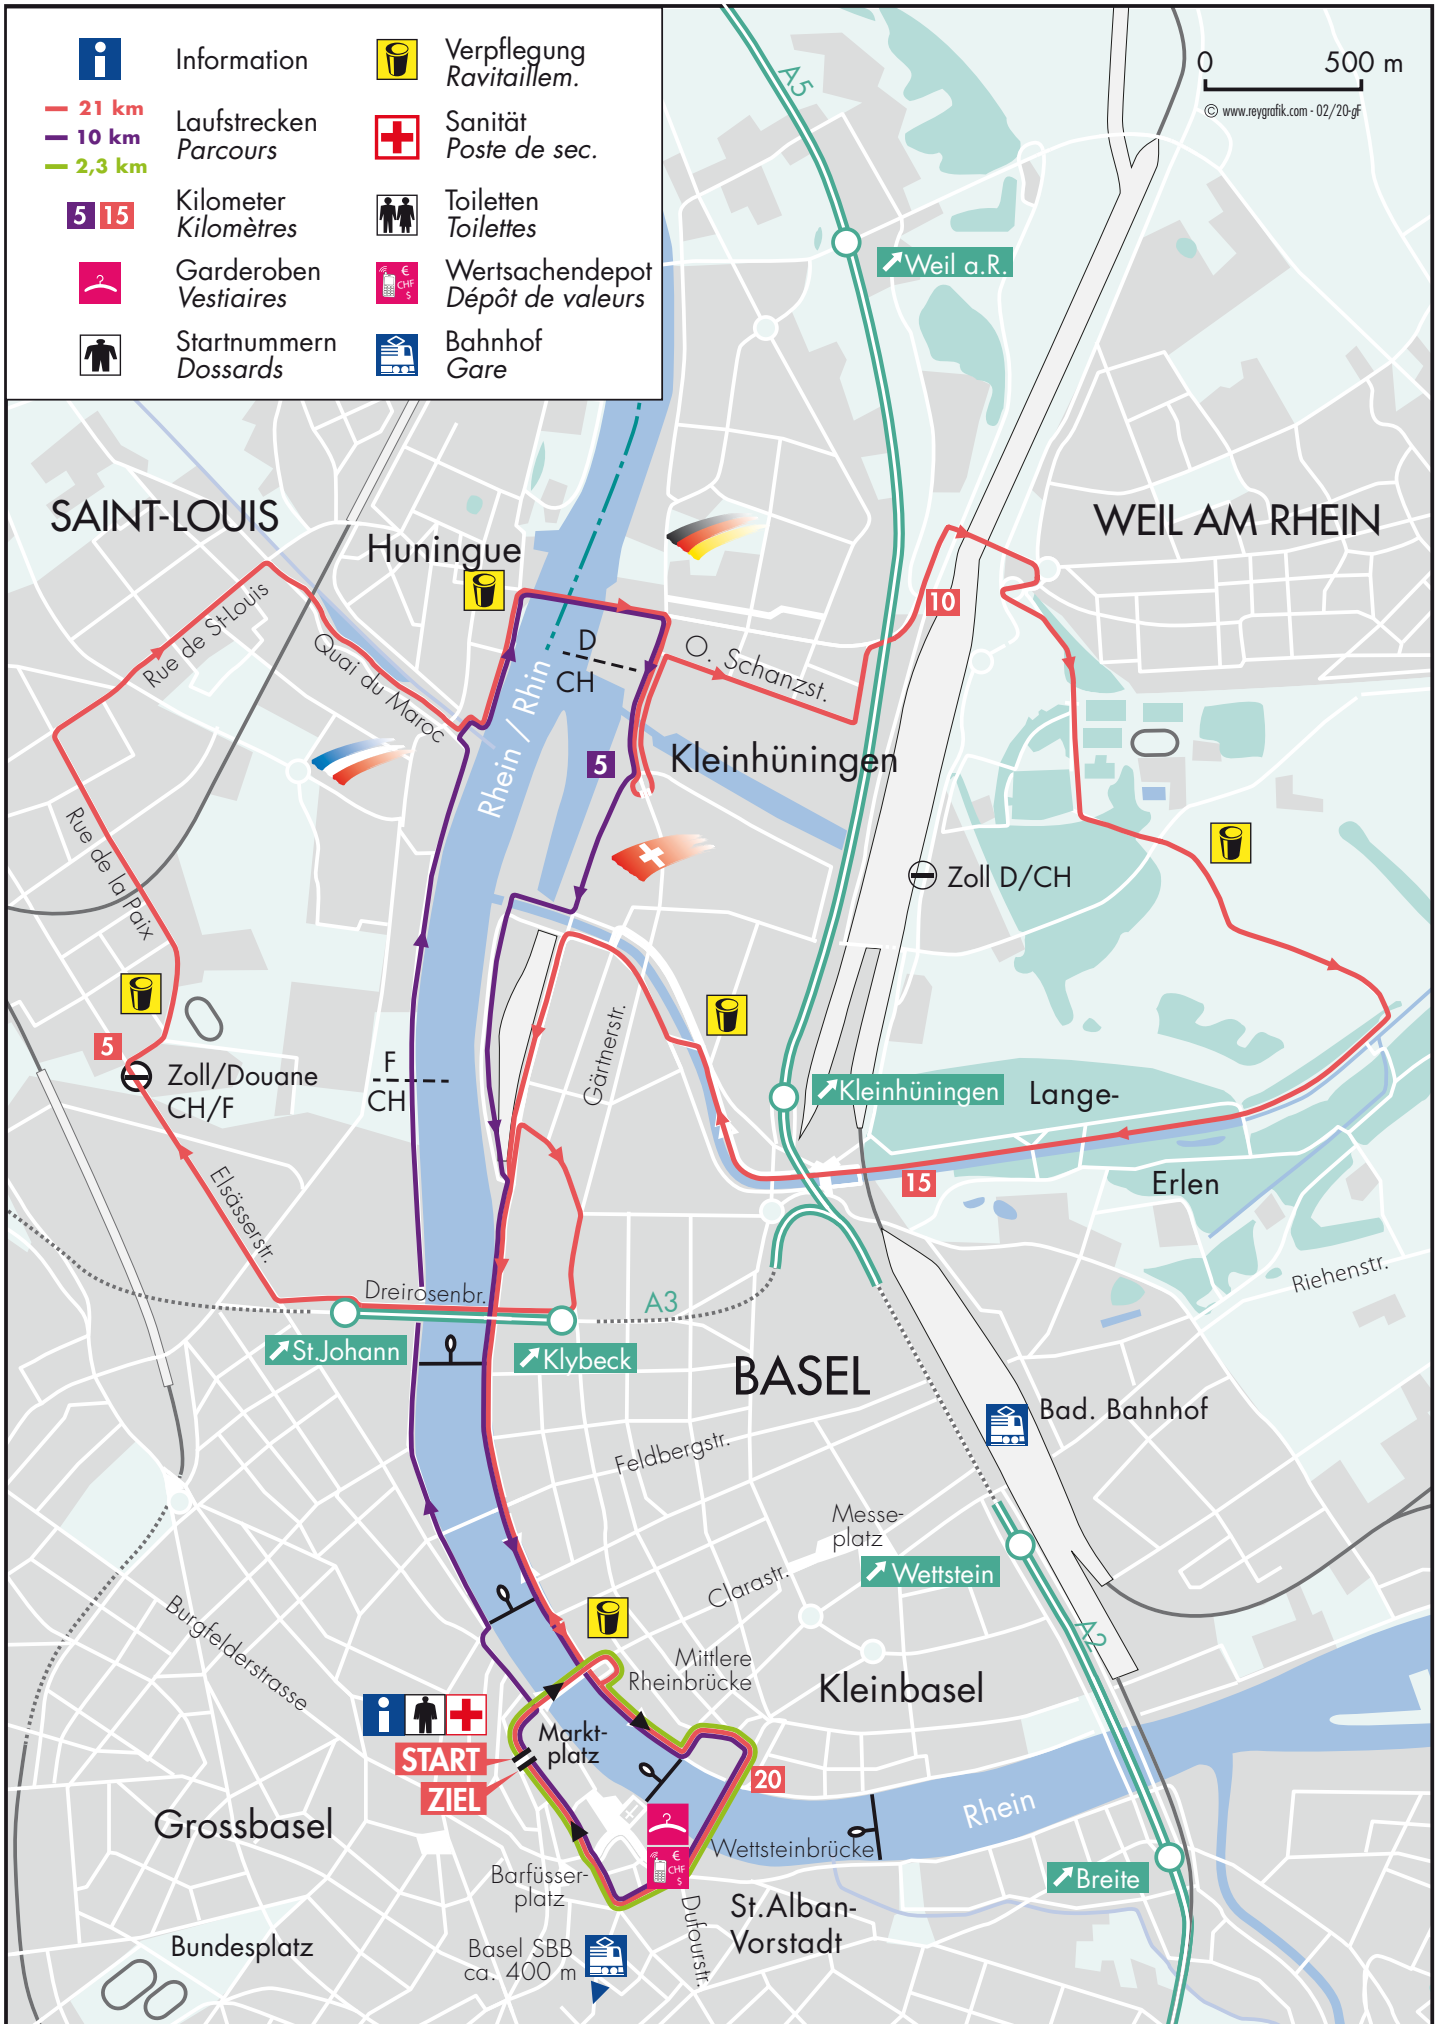 Information
21 km
10 km
2,3 km
Laufstrecken
Parcours
5 15
Kilometer
Kilomètres
Garderoben
Vestiaires
Startnummern
Dossards
Verpflegung
Ravitaillem.
Sanität
Poste de sec.
Toiletten
Toilettes
€
CHF
$
Wertsachendepot
Dépôt de valeurs
Bahnhof
Gare
0 500 m
© www.reygrafik.com - 02/20-gF
A5
Weil a.R.
SAINT-LOUIS
WEIL AM RHEIN
Huningue
10
Rue de St-Louis
Quai du Maroc
D
CH
O. Schanzst.
Rhein / Rhin
5
Kleinhüningen
Rue de la Paix
Zoll D/CH
5
Zoll/Douane
CH/F
F
CH
Gärtnerstr.
Kleinhüningen
Lange-
Erlen
15
Elsässerstr.
Riehenstr.
Dreirosenbr.
A3
St.Johann
Klybeck
BASEL
Bad. Bahnhof
Feldbergstr.
Messe-
platz
Wettstein
Clarastr.
A2
Burgfelderstrasse
Mittlere
Rheinbrücke
Kleinbasel
Markt-
platz
START
ZIEL
20
Rhein
Grossbasel
€
CHF
$
Wettsteinbrücke
Barfüsser-
platz
Breite
St.Alban-
Vorstadt
Dufourstr.
Bundesplatz
Basel SBB
ca. 400 m